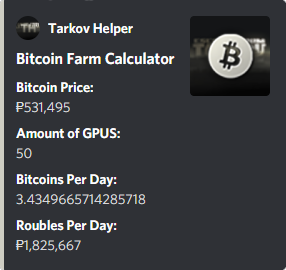 Tarkov Helper
Bitcoin Farm Calculator
Bitcoin Price:
₽531,495
Amount of GPUS:
50
Bitcoins Per Day:
3.4349665714285718
Roubles Per Day:
₽1,825,667